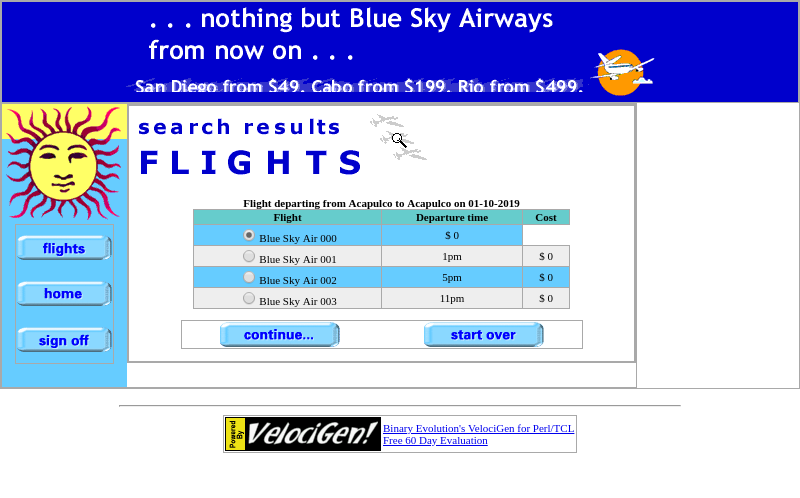 . . . nothing but Blue Sky Airways
from now on . . .
San Diego from $49. Cabo from $199. Rio from $499.
search results
FLIGHTS
flights
home
sign off
Flight departing from Acapulco to Acapulco on 01-10-2019
Flight Departure time Cost
Blue Sky Air 000 $ 0
Blue Sky Air 001 1pm $ 0
Blue Sky Air 002 5pm $ 0
Blue Sky Air 003 11pm $ 0
continue... start over
Powered By VelociGen! Binary Evolution's VelociGen for Perl/TCL
Free 60 Day Evaluation